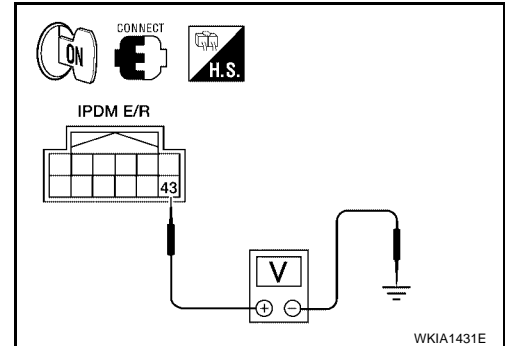 CONNECT
ON
H.S.
IPDM E/R
43
V
+ -
WKIA1431E